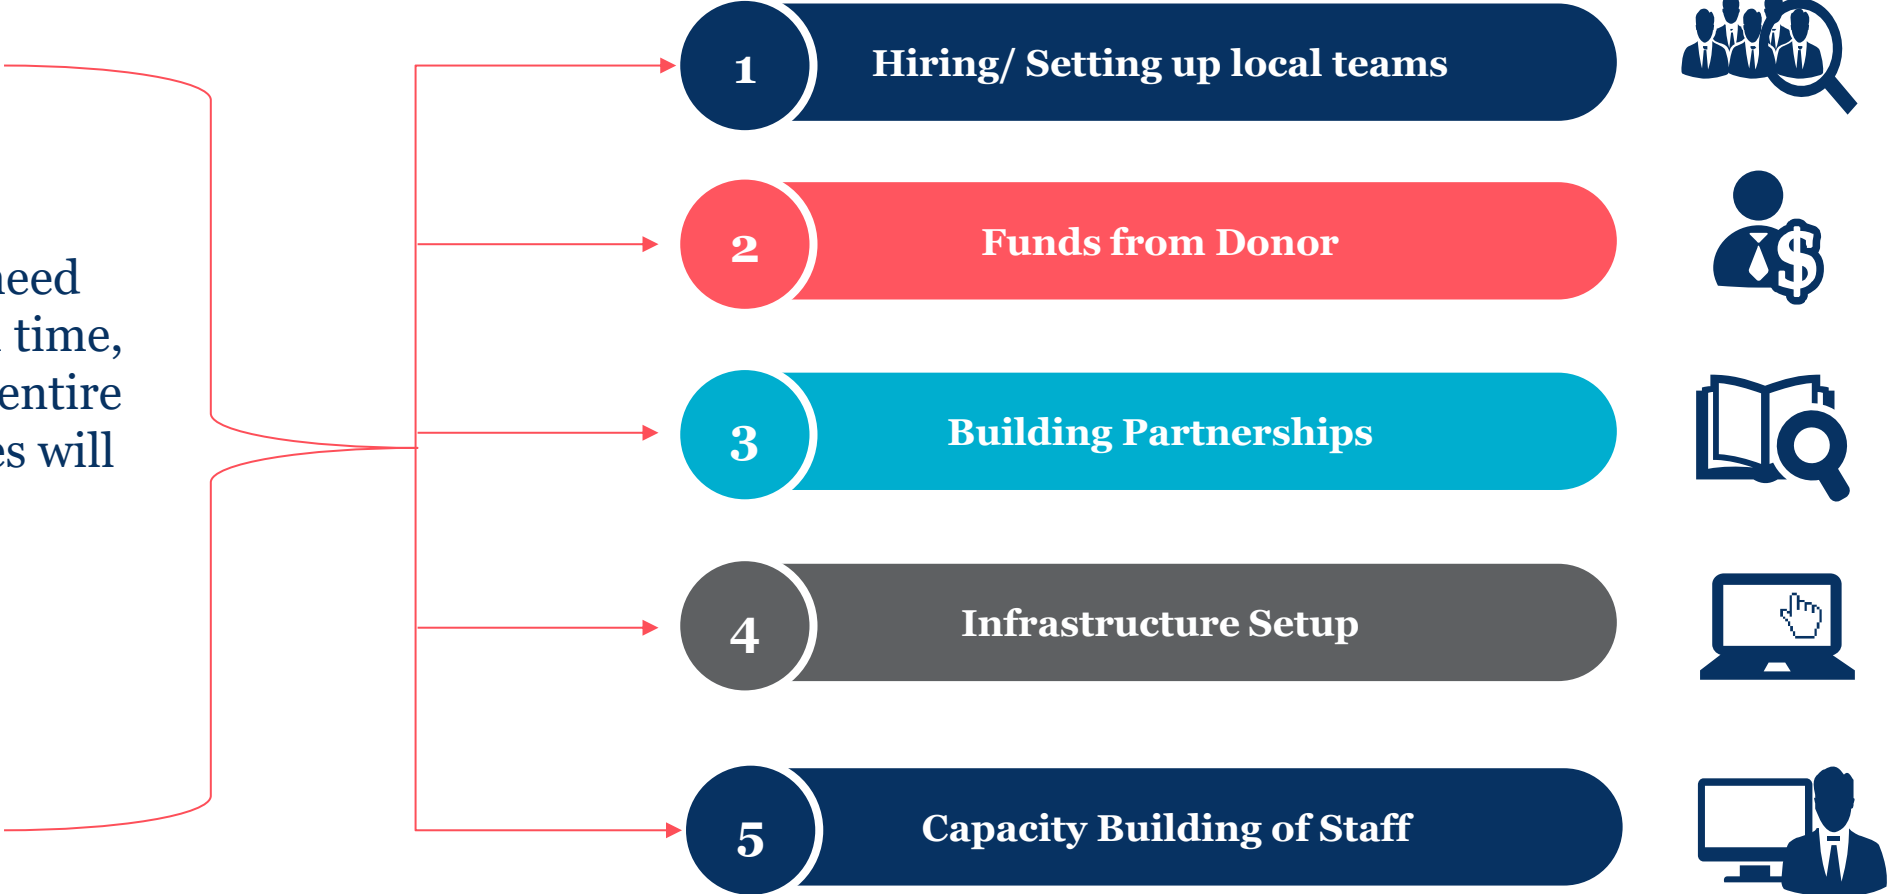 need
time,
entire
es will
1
Hiring/ Setting up local teams
2
Funds from Donor
3
Building Partnerships
4
Infrastructure Setup
5
Capacity Building of Staff
$